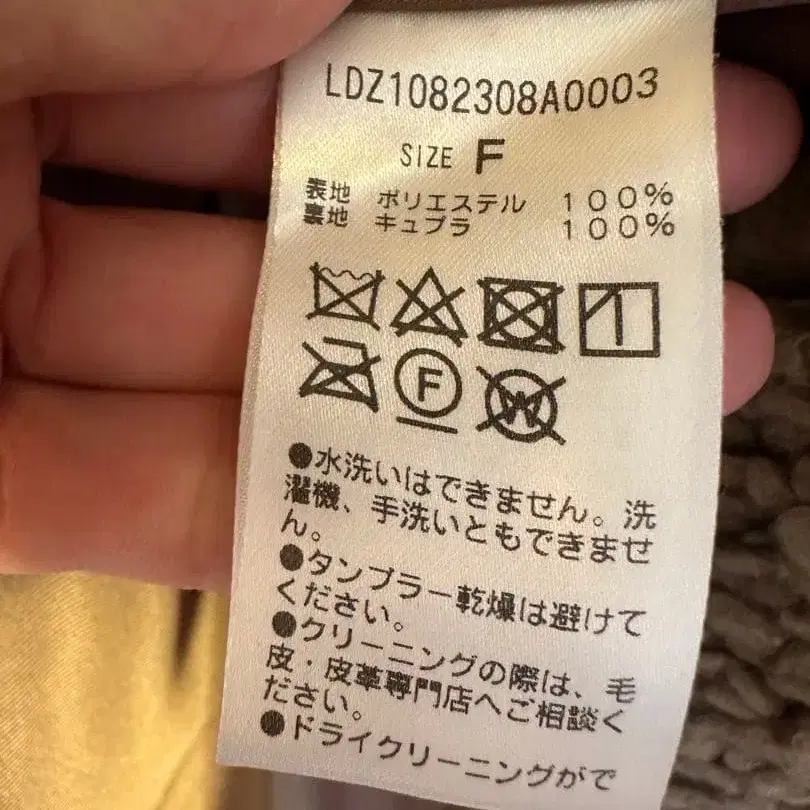 LDZ1082308A0003
SIZE F
表地 ポリエステル 100%
裏地 キュプラ 100%
F
W
●水洗いはできません。洗
濯機、手洗いともできませ
ん。
●タンブラー乾燥は避けて
ください。
●クリーニングの際は、毛
皮・皮革専門店へご相談く
ださい。
●ドライクリーニングがで